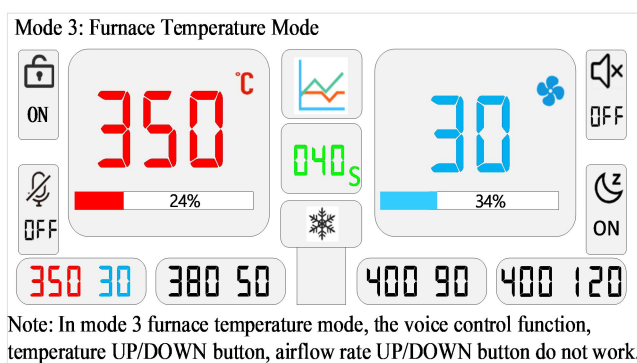 Mode 3: Furnace Temperature Mode
ON
350 °C
24%
040 S
30
34%
OFF
OFF
z
ON
350 30
380 50
400 90
400 120
Note: In mode 3 furnace temperature mode, the voice control function,
temperature UP/DOWN button, airflow rate UP/DOWN button do not work.